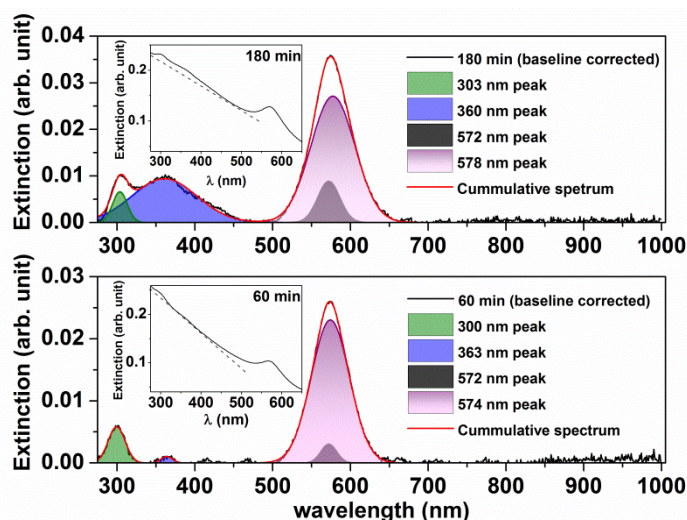 0.04
0.03
0.02
0.01
0.00
Extinction (arb. unit)
300 400 500 600 700 800 900 1000
180 min
0.2
0.1
Extinction (arb. unit)
300 400 500 600
λ (nm)
180 min (baseline corrected)
303 nm peak
360 nm peak
572 nm peak
578 nm peak
Cummulative spetrum
0.03
0.02
0.01
0.00
Extinction (arb. unit)
300 400 500 600 700 800 900 1000
wavelength (nm)
60 min
0.2
0.1
Extinction (arb. unit)
300 400 500 600
λ (nm)
60 min (baseline corrected)
300 nm peak
363 nm peak
572 nm peak
574 nm peak
Cummulative spectrum